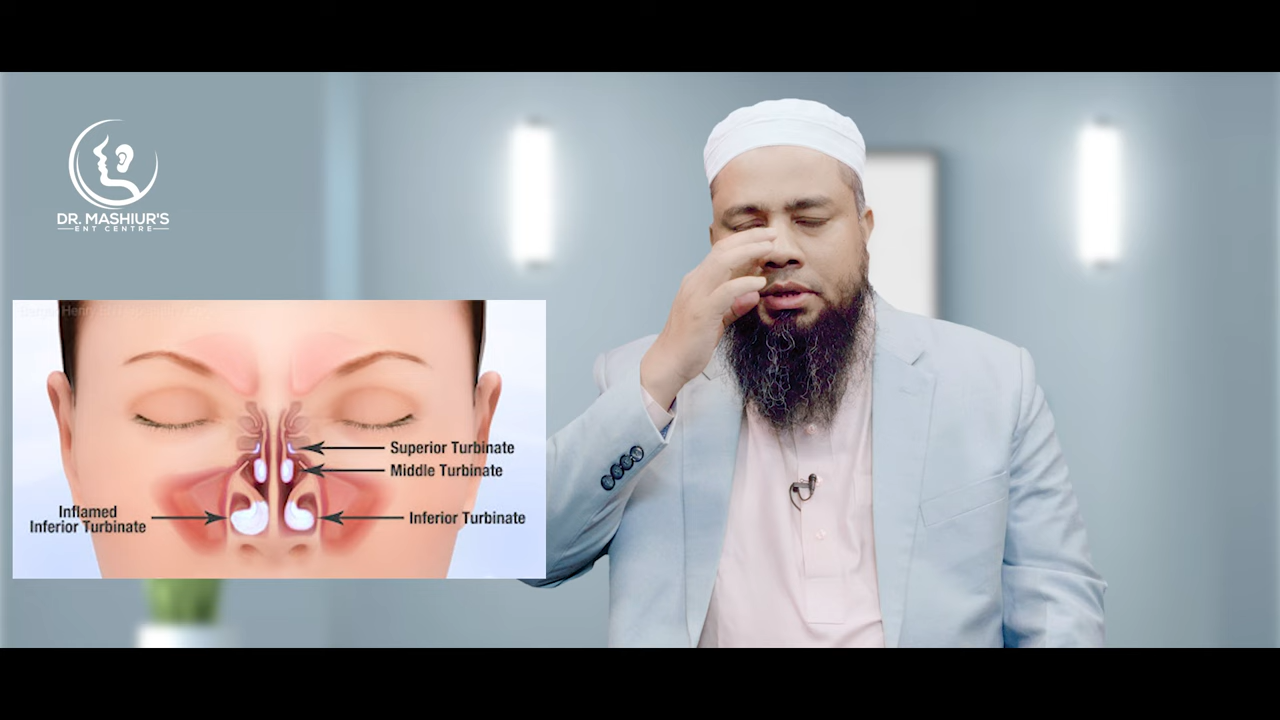 DR. MASHIUR'S
ENT CENTRE
Superior Turbinate
Middle Turbinate
Inflamed
Inferior Turbinate
Inferior Turbinate